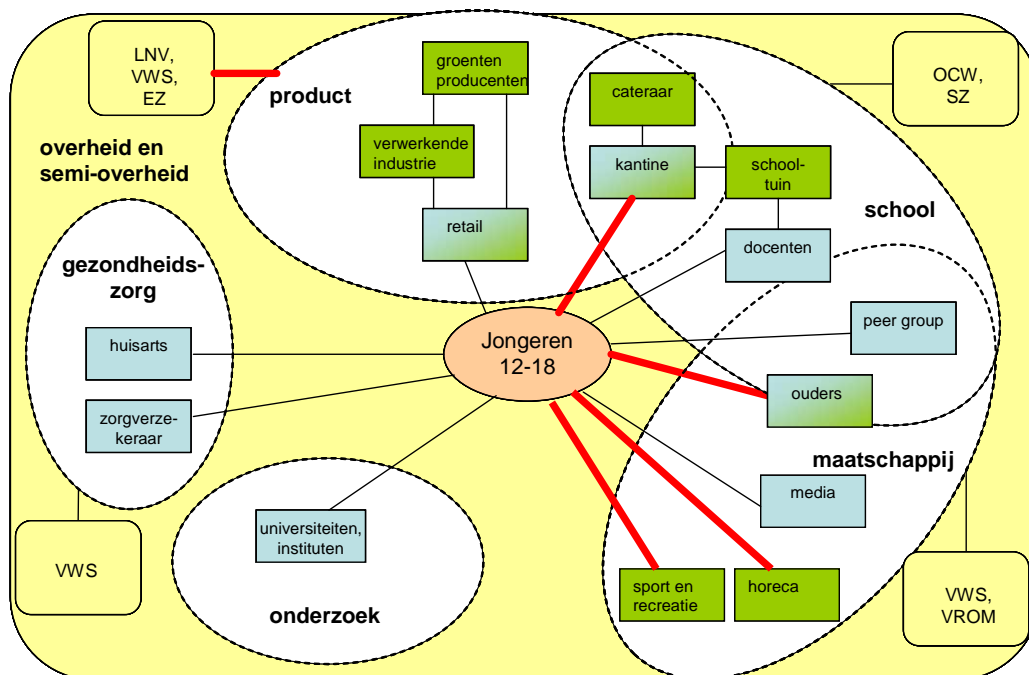 LNV,
VWS,
EZ
product
groenten
producenten
cateraar
OCW,
SZ
overheid en
semi-overheid
verwerkende
industrie
kantine
school-
tuin
retail
school
docenten
gezondheids-
zorg
huisarts
Jongeren
12-18
peer group
zorgverze-
keraar
ouders
maatschappij
media
universiteiten,
instituten
VWS
onderzoek
sport en
recreatie
horeca
VWS,
VROM